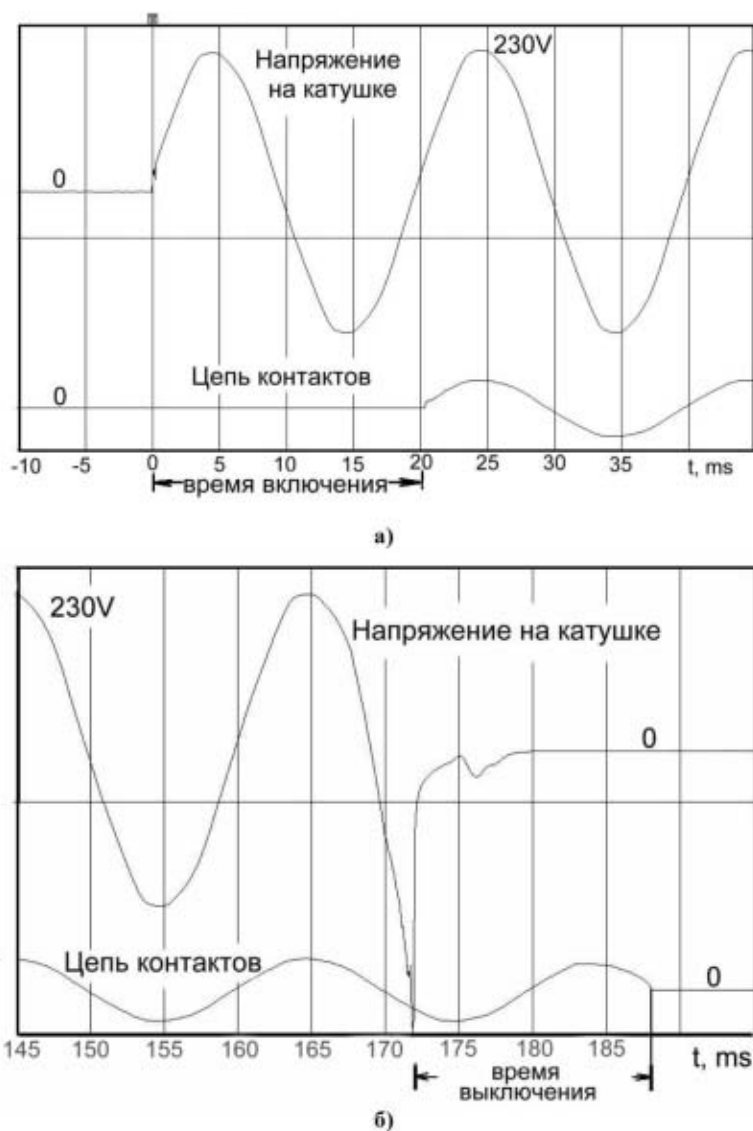 Напряжение
на катушке
230V
0
Цепь контактов
0
-10 -5 0 5 10 15 20 25 30 35 t, ms
время включения
а)
230V
Напряжение на катушке
0
Цепь контактов
0
145 150 155 160 165 170 175 180 185 t, ms
время
выключения
б)